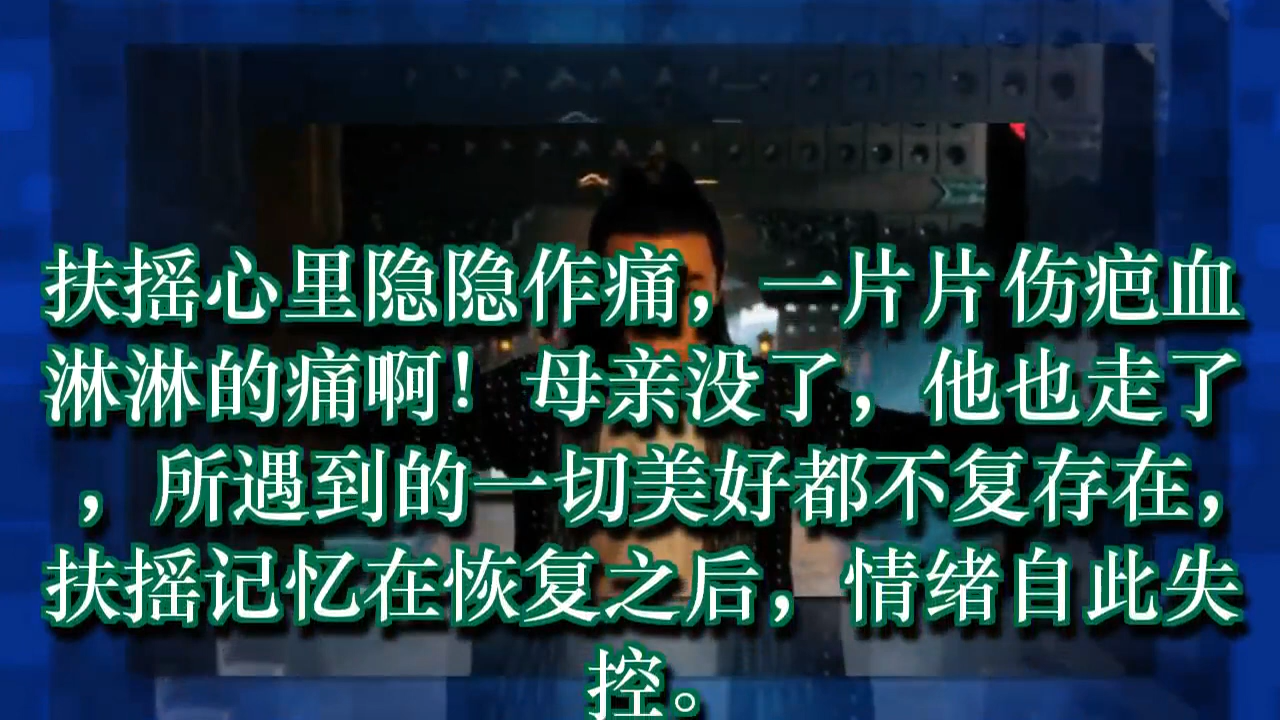 扶摇心里隐隐作痛，一片片伤疤血
淋淋的痛啊！母亲没了，他也走了
，所遇到的一切美好都不复存在，
扶摇记忆在恢复之后，情绪自此失
控。